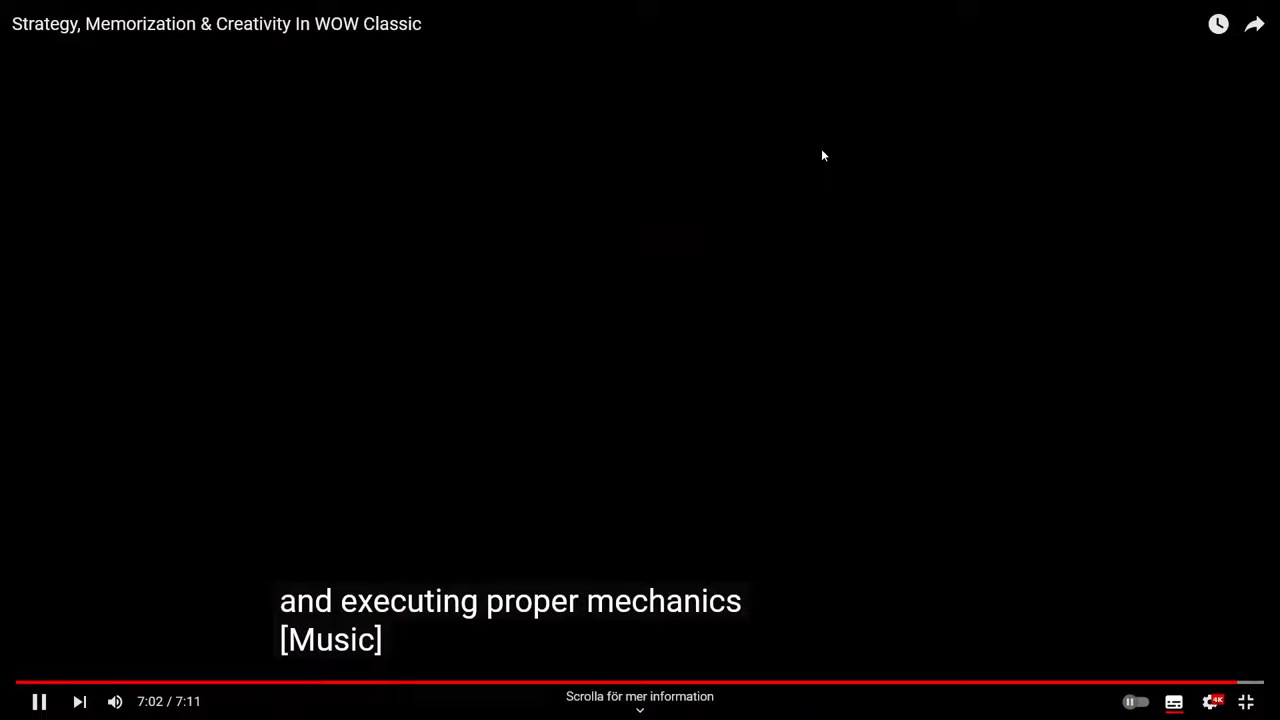 Strategy, Memorization & Creativity In WOW Classic
and executing proper mechanics
[Music]
7:02 / 7:11
Scrolla för mer information
4K